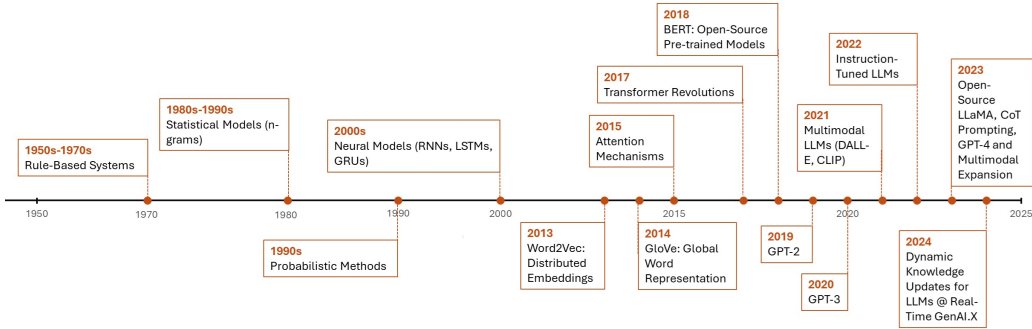 1950s-1970s
Rule-Based Systems
1980s-1990s
Statistical Models (n-
grams)
1990s
Probabilistic Methods
2000s
Neural Models (RNNs, LSTMs,
GRUs)
2013
Word2Vec:
Distributed
Embeddings
2014
GloVe: Global
Word
Representation
2015
Attention
Mechanisms
2017
Transformer Revolutions
2018
BERT: Open-Source
Pre-trained Models
2019
GPT-2
2020
GPT-3
2021
Multimodal
LLMs (DALL-
E, CLIP)
2022
Instruction-
Tuned LLMs
2023
Open-
Source
LLaMA, CoT
Prompting,
GPT-4 and
Multimodal
Expansion
2024
Dynamic
Knowledge
Updates for
LLMs @ Real-
Time GenAI.X
1950
1970
1980
1990
2000
2015
2020
2025